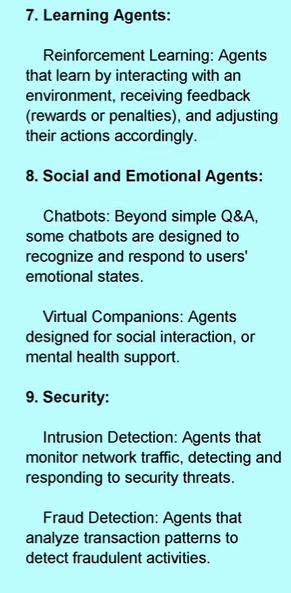 7. Learning Agents:
Reinforcement Learning: Agents
that learn by interacting with an
environment, receiving feedback
(rewards or penalties), and adjusting
their actions accordingly.
8. Social and Emotional Agents:
Chatbots: Beyond simple Q&A,
some chatbots are designed to
recognize and respond to users'
emotional states.
Virtual Companions: Agents
designed for social interaction, or
mental health support.
9. Security:
Intrusion Detection: Agents that
monitor network traffic, detecting and
responding to security threats.
Fraud Detection: Agents that
analyze transaction patterns to
detect fraudulent activities.